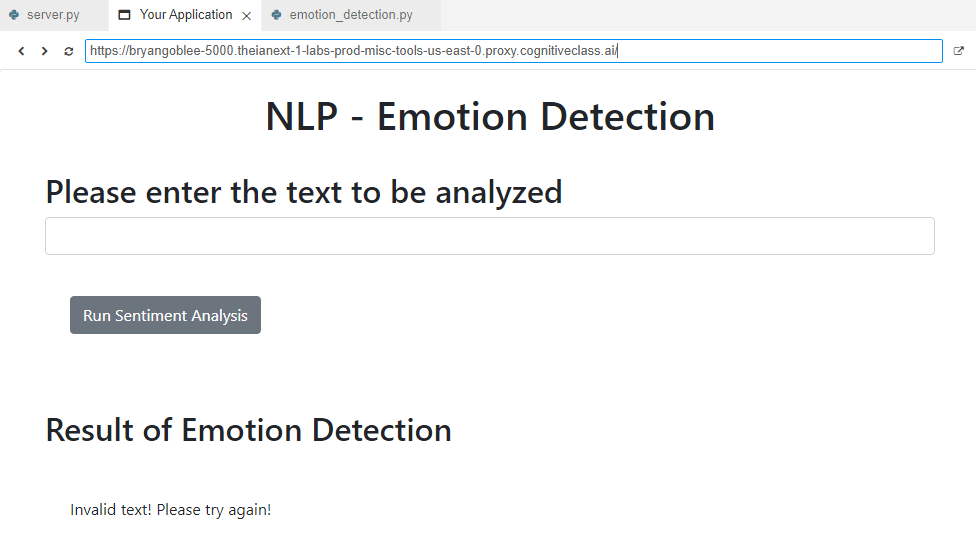 server.py
Your Application
emotion_detection.py
https://bryangoblee-5000.theianext-1-labs-prod-misc-tools-us-east-0.proxy.cognitiveclass.ai/
NLP - Emotion Detection
Please enter the text to be analyzed
Run Sentiment Analysis
Result of Emotion Detection
Invalid text! Please try again!